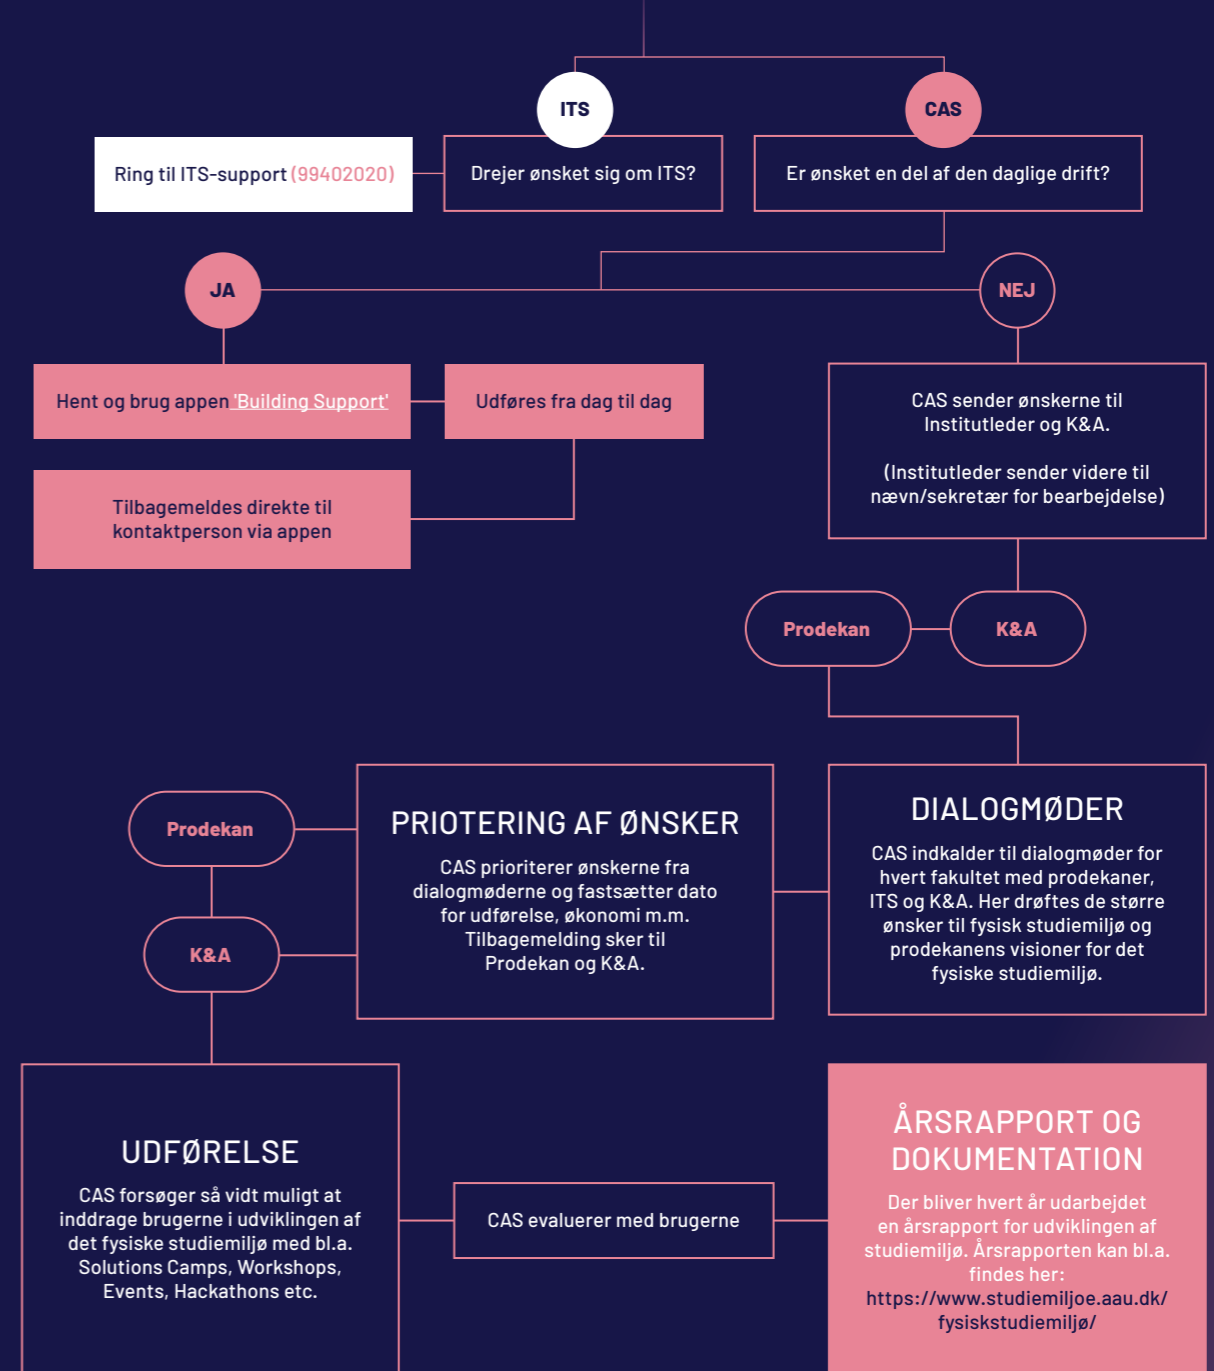 ITS
CAS
Ring til ITS-support (99402020)
Drejer ønsket sig om ITS?
Er ønsket en del af den daglige drift?
JA
NEJ
Hent og brug appen 'Building Support'
Udføres fra dag til dag
Tilbagemeldes direkte til
kontaktperson via appen
CAS sender ønskerne til
Institutleder og K&A.
(Institutleder sender videre til
nævn/sekretær for bearbejdelse)
Prodekan
K&A
DIALOGMØDER
CAS indkalder til dialogmøder for
hvert fakultet med prodekaner,
ITS og K&A. Her drøftes de større
ønsker til fysisk studiemiljø og
prodekanens visioner for det
fysiske studiemiljø.
PRIOTERING AF ØNSKER
CAS prioriterer ønskerne fra
dialogmøderne og fastsætter dato
for udførelse, økonomi m.m.
Tilbagemelding sker til
Prodekan og K&A.
Prodekan
K&A
UDFØRELSE
CAS forsøger så vidt muligt at
inddrage brugerne i udviklingen af
det fysiske studiemiljø med bl.a.
Solutions Camps, Workshops,
Events, Hackathons etc.
CAS evaluerer med brugerne
ÅRSRAPPORT OG
DOKUMENTATION
Der bliver hvert år udarbejdet
en årsrapport for udviklingen af
studiemiljø. Årsrapporten kan bl.a.
findes her:
https://www.studiemiljoe.aau.dk/
fysiskstudiemiljø/